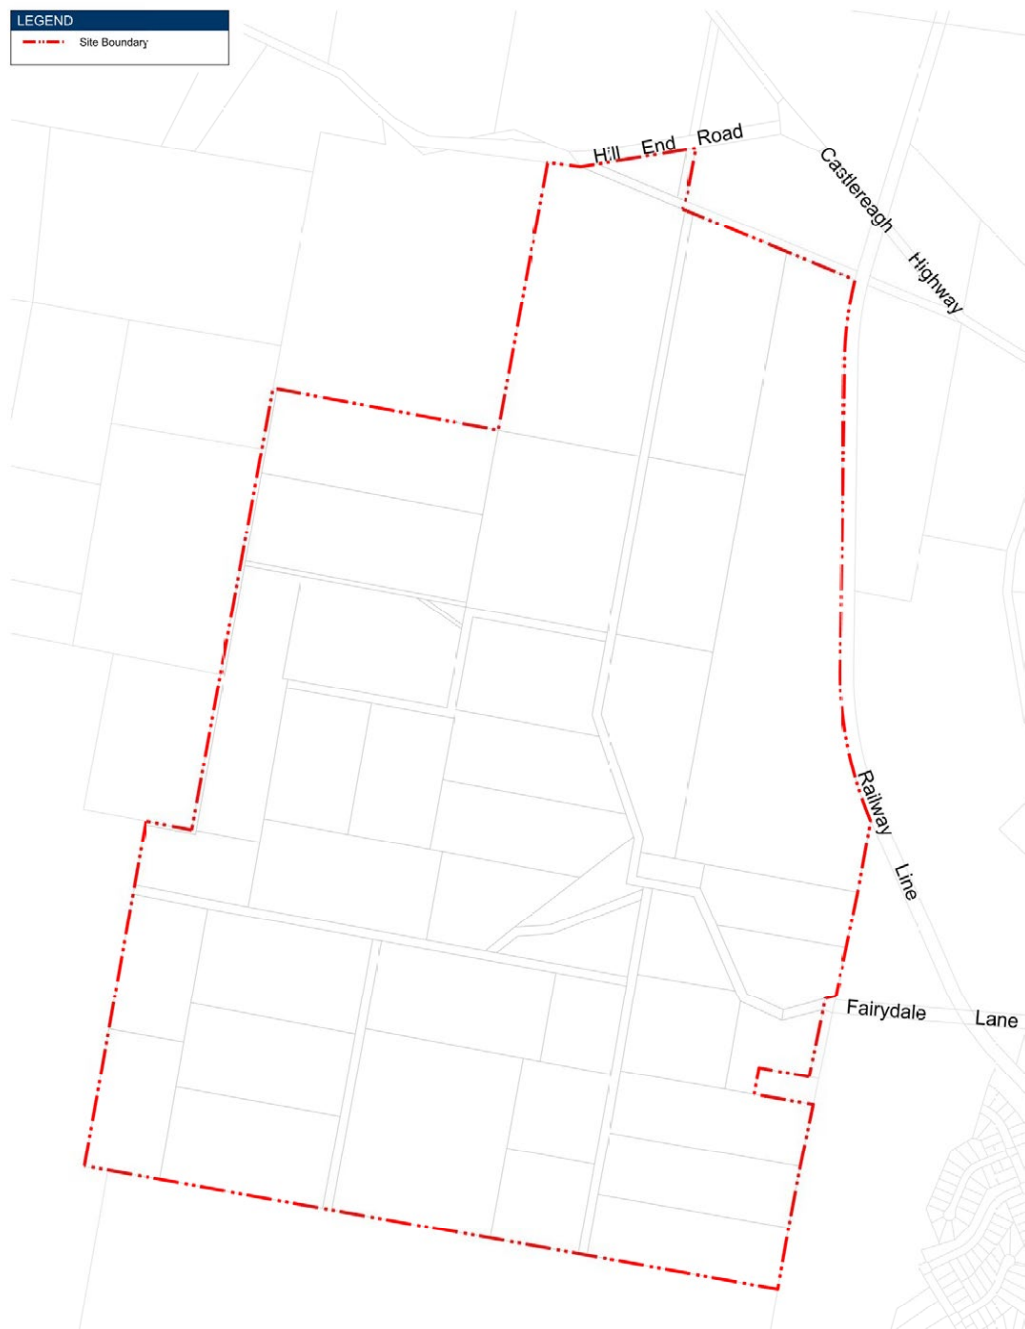 LEGEND
Site Boundary
Hill End Road
Castlereagh Highway
Railway Line
Fairydale Lane